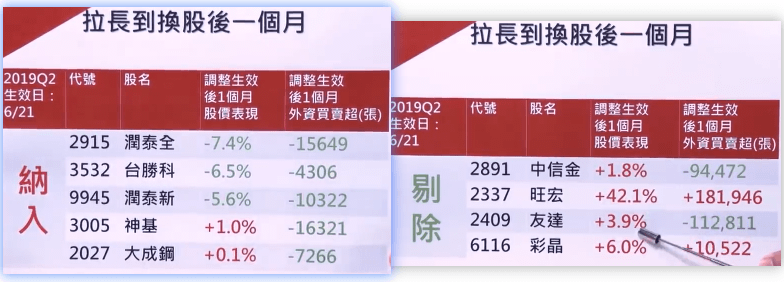 拉長到換股後一個月
2019Q2
生效日：
6/21
代號
股名
調整生效
後1個月
股價表現
調整生效
後1個月
外資買賣超(張)
納入
2915 潤泰全 -7.4% -15649
3532 台勝科 -6.5% -4306
9945 潤泰新 -5.6% -10322
3005 神基 +1.0% -16321
2027 大成鋼 +0.1% -7266
拉長到換股後一個月
2019Q2
生效日：
6/21
代號
股名
調整生效
後1個月
股價表現
調整生效
後1個月
外資買賣超(張)
剔除
2891 中信金 +1.8% -94,472
2337 旺宏 +42.1% +181,946
2409 友達 +3.9% -112,811
6116 彩晶 +6.0% +10,522